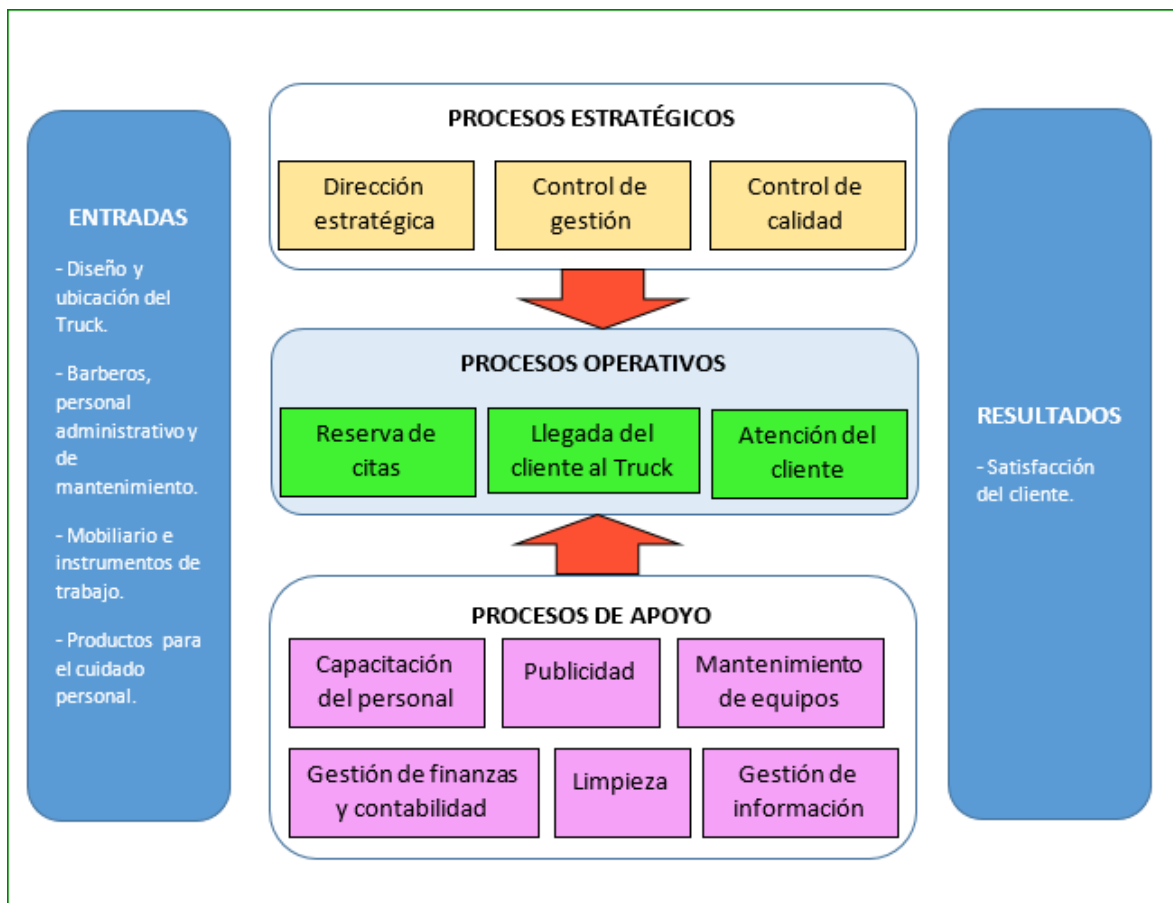 ENTRADAS
- Diseño y
ubicación del
Truck.
- Barberos,
personal
administrativo y
de
mantenimiento.
- Mobiliario e
instrumentos de
trabajo.
- Productos para
el cuidado
personal.
PROCESOS ESTRATÉGICOS
Dirección
estratégica
Control de
gestión
Control de
calidad
PROCESOS OPERATIVOS
Reserva de
citas
Llegada del
cliente al Truck
Atención del
cliente
PROCESOS DE APOYO
Capacitación
del personal
Publicidad
Mantenimiento
de equipos
Gestión de finanzas
y contabilidad
Limpieza
Gestión de
información
RESULTADOS
- Satisfacción
del cliente.